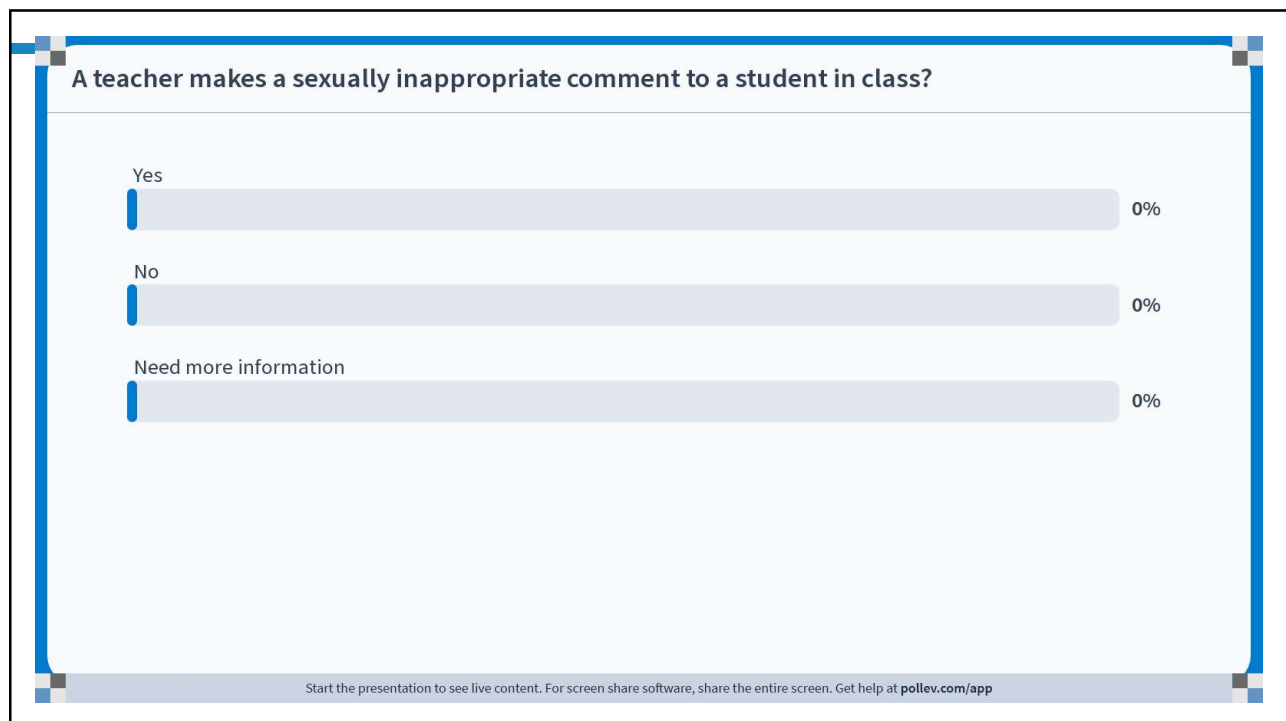 A teacher makes a sexually inappropriate comment to a student in class?
Yes
0%
No
0%
Need more information
0%
Start the presentation to see live content. For screen share software, share the entire screen. Get help at pollev.com/app